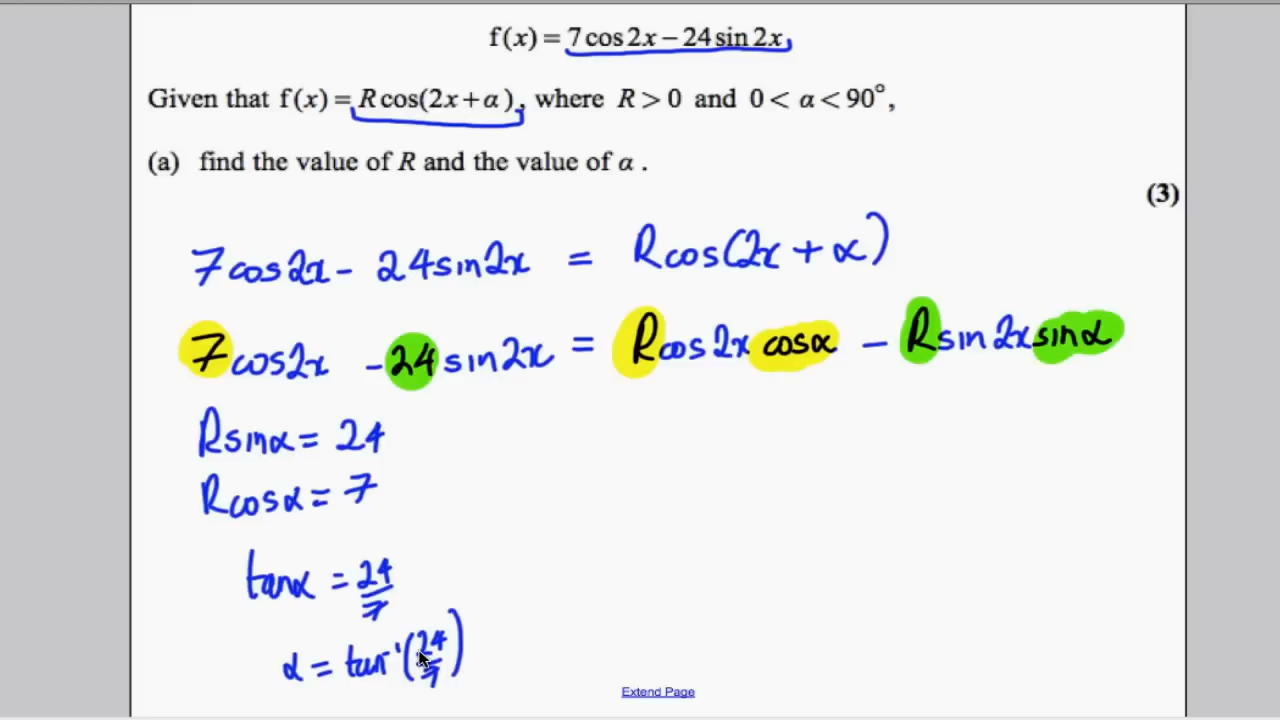 f(x) = 7 cos 2x − 24 sin 2x
Given that f(x) = R cos(2x + α), where R > 0 and 0 < α < 90°,
(a) find the value of R and the value of α .
(3)
7cos2x − 24sin2x = Rcos(2x + α)
7cos2x − 24sin2x = Rcos2x cosα − Rsin2x sinα
Rsinα = 24
Rcosα = 7
tanα = 24/7
α = tan⁻¹(24/7)
Extend Page